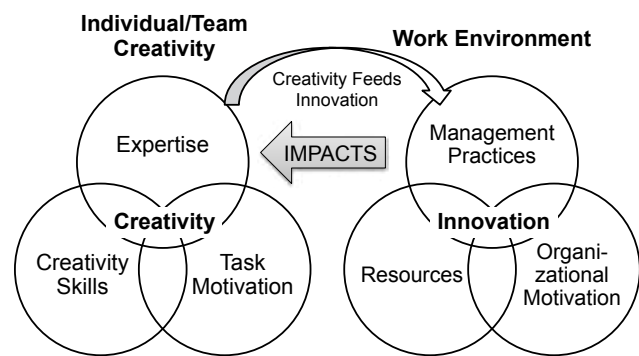 Individual/Team
Creativity
Work Environment
Creativity Feeds
Innovation
Expertise
IMPACTS
Management
Practices
Creativity
Innovation
Creativity
Skills
Task
Motivation
Resources
Organi-
zational
Motivation